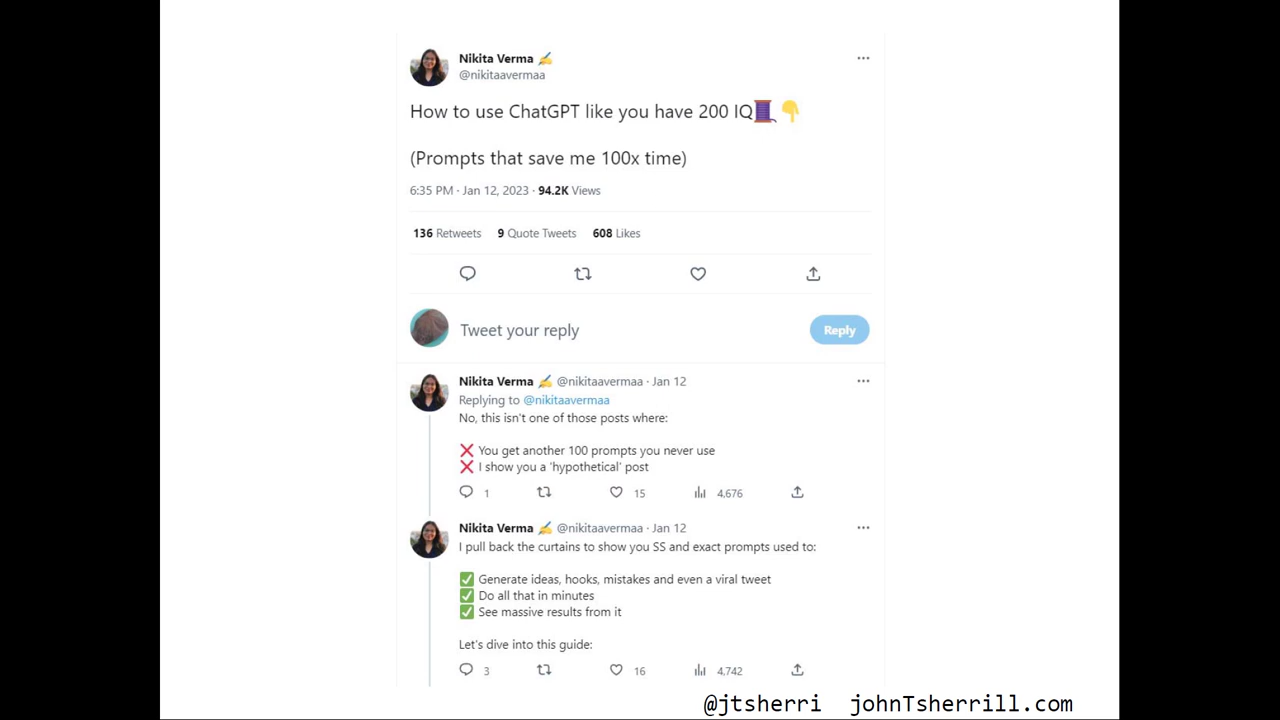 Nikita Verma ✍️
@nikitaavermaa
How to use ChatGPT like you have 200 IQ🧵👇
(Prompts that save me 100x time)
6:35 PM · Jan 12, 2023 · 94.2K Views
136 Retweets 9 Quote Tweets 608 Likes
Tweet your reply Reply
Nikita Verma ✍️ @nikitaavermaa · Jan 12
Replying to @nikitaavermaa
No, this isn't one of those posts where:
❌ You get another 100 prompts you never use
❌ I show you a 'hypothetical' post
1 15 4,676
Nikita Verma ✍️ @nikitaavermaa · Jan 12
I pull back the curtains to show you SS and exact prompts used to:
✅ Generate ideas, hooks, mistakes and even a viral tweet
✅ Do all that in minutes
✅ See massive results from it
Let's dive into this guide:
3 16 4,742
@jtsherri johnTsherrill.com